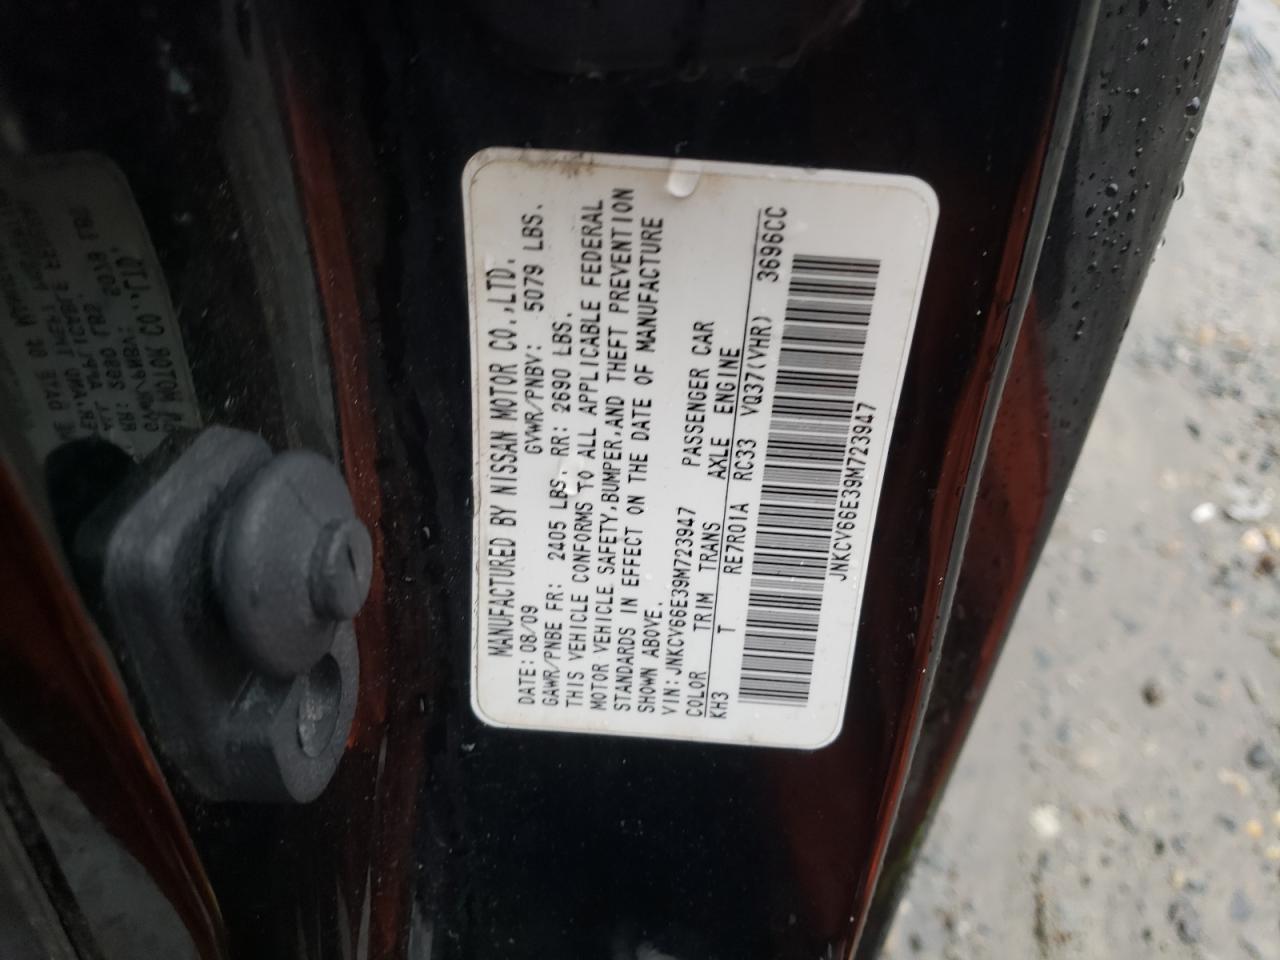 MANUFACTURED BY NISSAN MOTOR CO.,LTD.
DATE:08/09 GVWR/PNBV: 5079 LBS.
GAWR/PNBE FR: 2405 LBS. RR: 2690 LBS.
THIS VEHICLE CONFORMS TO ALL APPLICABLE FEDERAL
MOTOR VEHICLE SAFETY,BUMPER,AND THEFT PREVENTION
STANDARDS IN EFFECT ON THE DATE OF MANUFACTURE
SHOWN ABOVE.
VIN:JNKCV66E39M723947 PASSENGER CAR
COLOR TRIM TRANS AXLE ENGINE
KH3 T RE7R01A RC33 VQ37(VHR) 3696CC
JNKCV66E39M723947